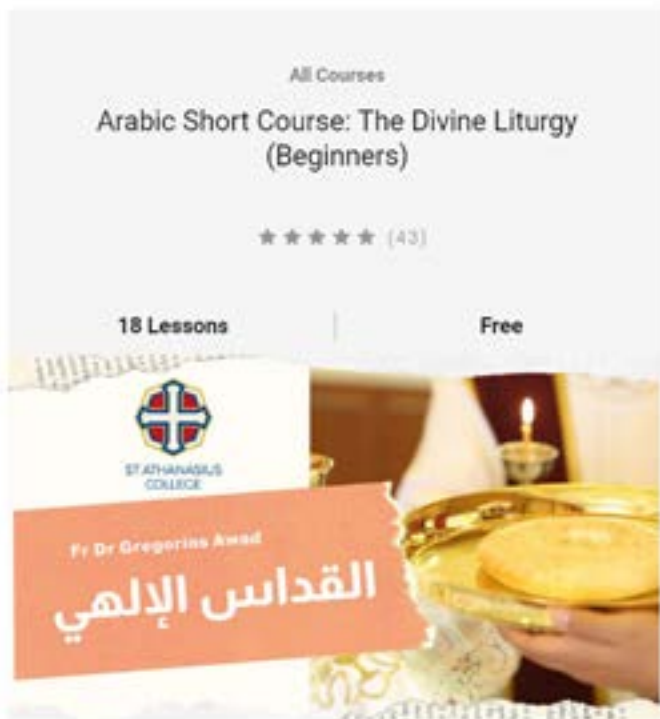 All Courses
Arabic Short Course: The Divine Liturgy
(Beginners)
(43)
18 Lessons
Free
ST ATHANASIUS
COLLEGE
Fr Dr Gregorios Awad
القداس الإلهي